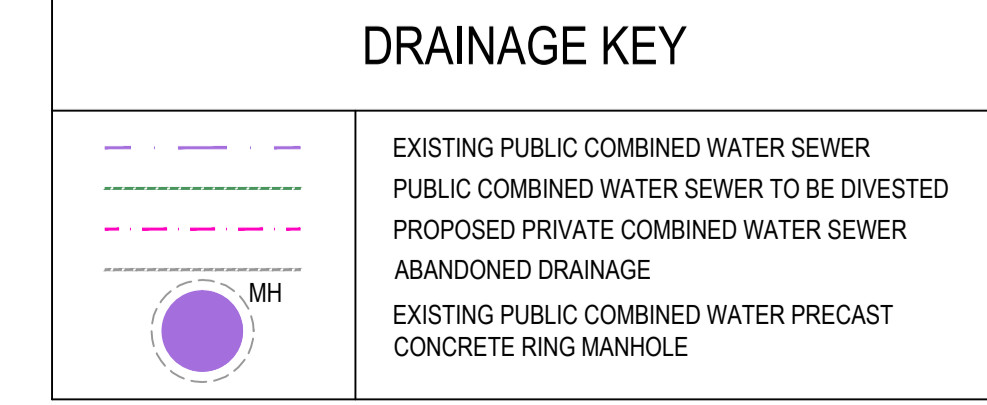 DRAINAGE KEY
EXISTING PUBLIC COMBINED WATER SEWER
PUBLIC COMBINED WATER SEWER TO BE DIVESTED
PROPOSED PRIVATE COMBINED WATER SEWER
ABANDONED DRAINAGE
MH
EXISTING PUBLIC COMBINED WATER PRECAST
CONCRETE RING MANHOLE